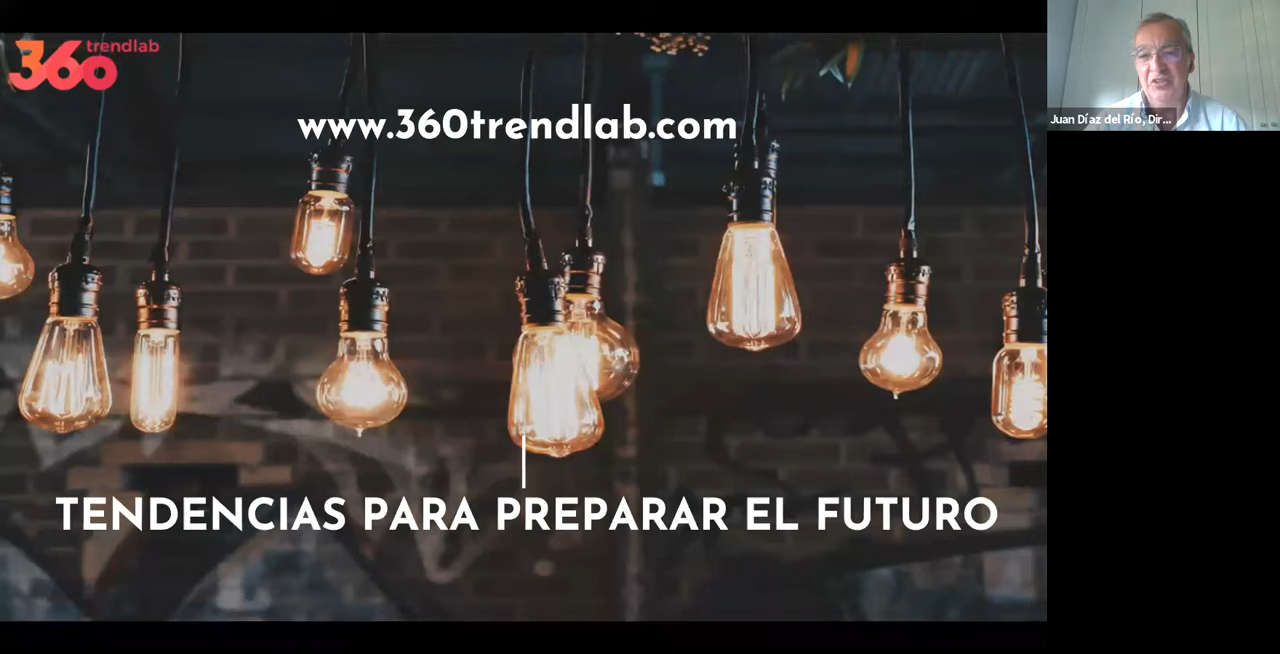 360 trendlab
www.360trendlab.com
Juan Díaz del Río, Dir...
TENDENCIAS PARA PREPARAR EL FUTURO